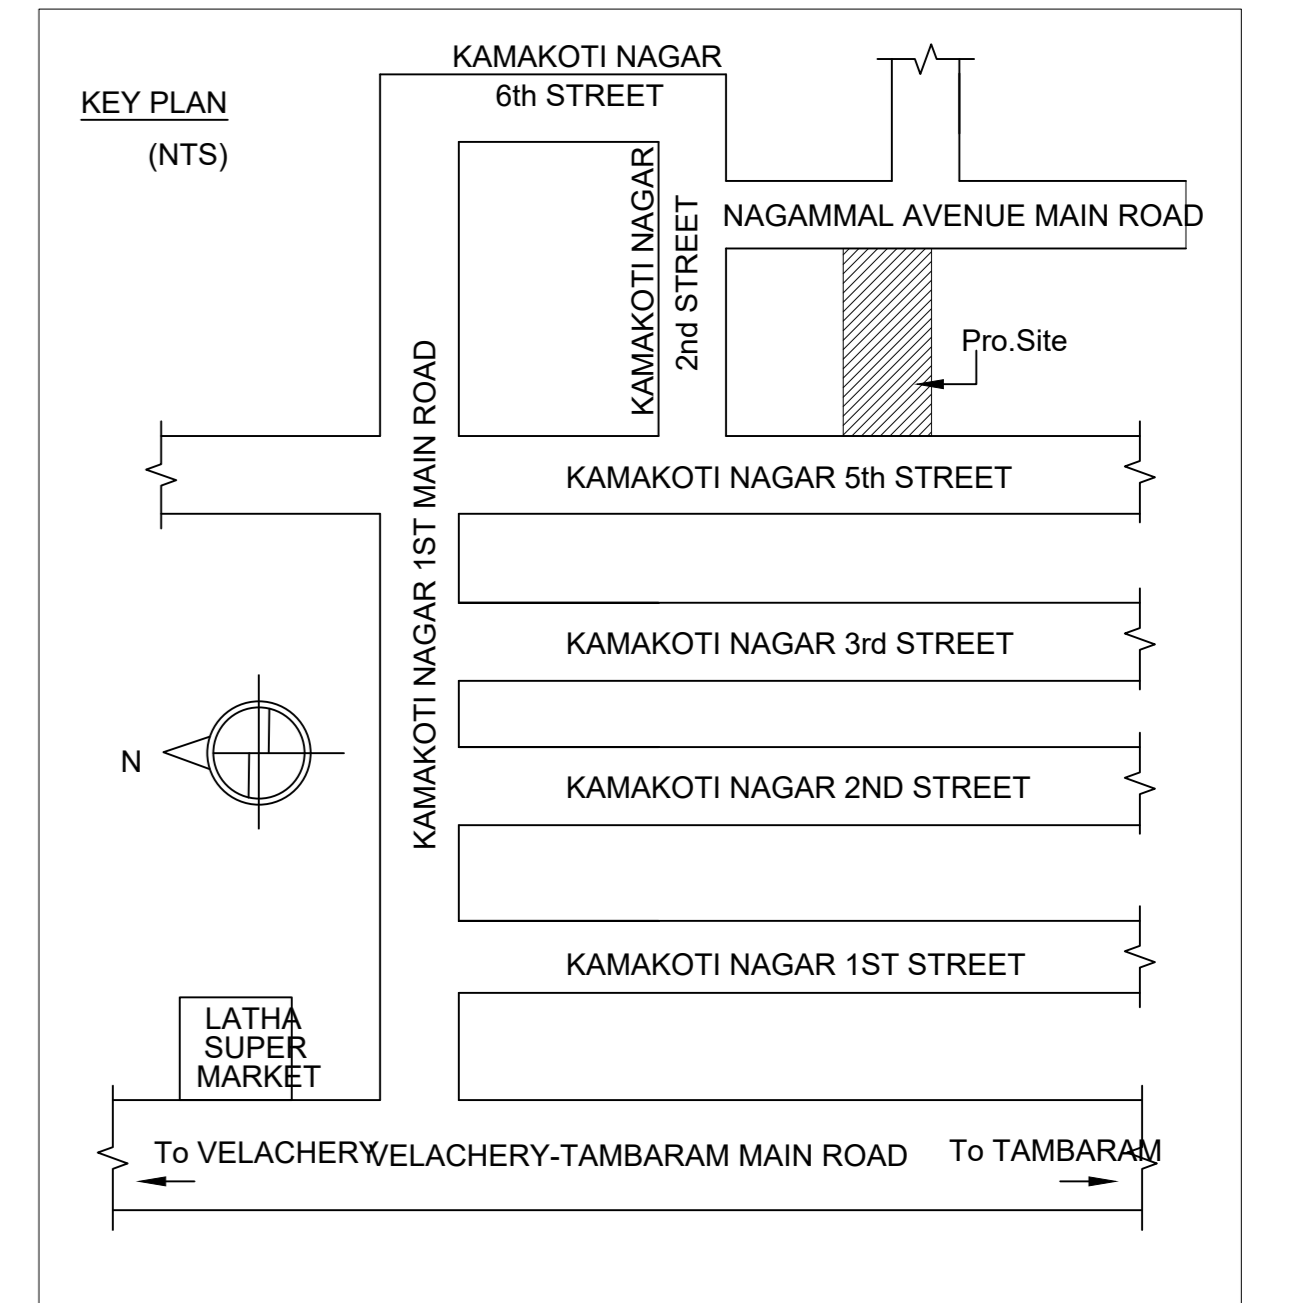 KAMAKOTI NAGAR
6th STREET
KEY PLAN
(NTS)
KAMAKOTI NAGAR
2nd STREET
NAGAMMAL AVENUE MAIN ROAD
Pro.Site
KAMAKOTI NAGAR 1ST MAIN ROAD
KAMAKOTI NAGAR 5th STREET
KAMAKOTI NAGAR 3rd STREET
N
KAMAKOTI NAGAR 2ND STREET
KAMAKOTI NAGAR 1ST STREET
LATHA
SUPER
MARKET
To VELACHERY
VELACHERY-TAMBARAM MAIN ROAD
To TAMBARAM